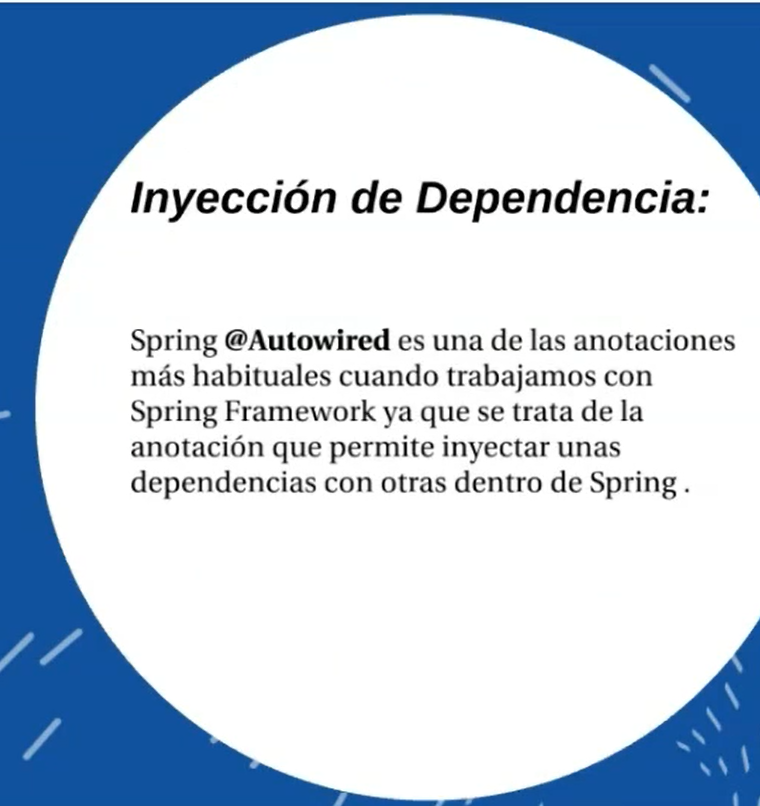 Inyección de Dependencia:
Spring @Autowired es una de las anotaciones
más habituales cuando trabajamos con
Spring Framework ya que se trata de la
anotación que permite inyectar unas
dependencias con otras dentro de Spring .